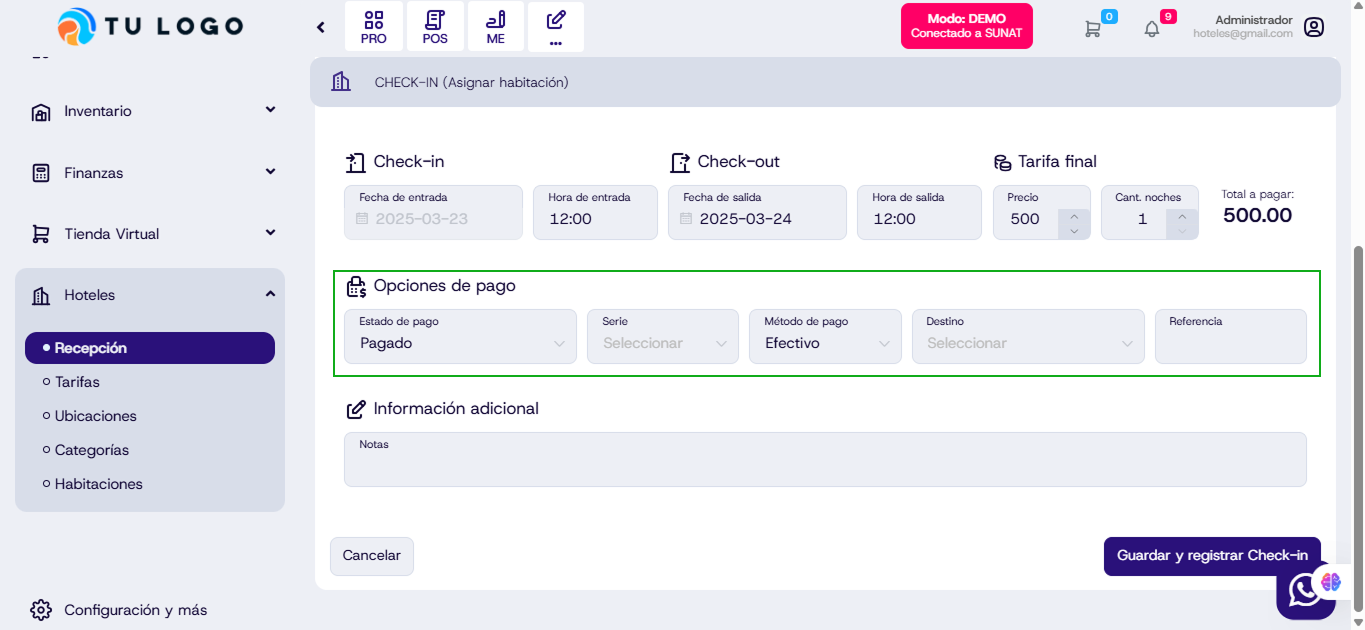 TU LOGO
PRO
POS
ME
...
Modo: DEMO
Conectado a SUNAT
0
9
Administrador
hoteles@gmail.com
Inventario
Finanzas
Tienda Virtual
Hoteles
Recepción
Tarifas
Ubicaciones
Categorías
Habitaciones
Configuración y más
CHECK-IN (Asignar habitación)
Check-in
Check-out
Tarifa final
Fecha de entrada
2025-03-23
Hora de entrada
12:00
Fecha de salida
2025-03-24
Hora de salida
12:00
Precio
500
Cant. noches
1
Total a pagar:
500.00
Opciones de pago
Estado de pago
Pagado
Serie
Seleccionar
Método de pago
Efectivo
Destino
Seleccionar
Referencia
Información adicional
Notas
Cancelar
Guardar y registrar Check-in